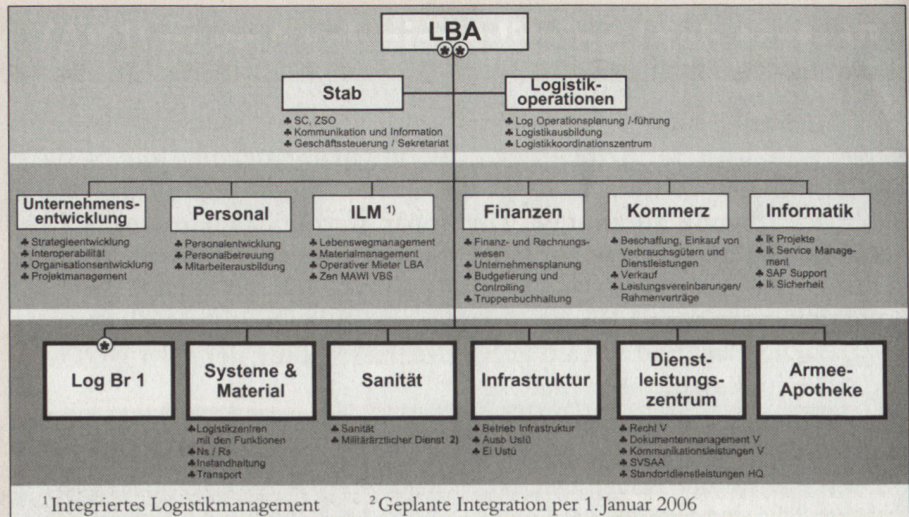 LBA
Stab
♣ SC, ZSO
♣ Kommunikation und Information
♣ Geschäftssteuerung / Sekretariat
Logistik-
operationen
♣ Log Operationsplanung /-führung
♣ Logistikausbildung
♣ Logistikkoordinationszentrum
Unternehmens-
entwicklung
♣ Strategieentwicklung
♣ Interoperabilität
♣ Organisationsentwicklung
♣ Projektmanagement
Personal
♣ Personalentwicklung
♣ Personalbetreuung
♣ Mitarbeiterausbildung
ILM 1)
♣ Lebenswegmanagement
♣ Materialmanagement
♣ Operativer Mieter LBA
♣ Zen MAWI VBS
Finanzen
♣ Finanz- und Rechnungs-
wesen
♣ Unternehmensplanung
♣ Budgetierung und
Controlling
♣ Truppenbuchhaltung
Kommerz
♣ Beschaffung, Einkauf von
Verbrauchsgütern und
Dienstleistungen
♣ Verkauf
♣ Leistungsvereinbarungen/
Rahmenverträge
Informatik
♣ Ik Projekte
♣ Ik Service Manage-
ment
♣ SAP Support
♣ Ik Sicherheit
Log Br 1
Systeme &
Material
♣ Logistikzentren
mit den Funktionen
♣ Ns / Rs
♣ Instandhaltung
♣ Transport
Sanität
♣ Sanität
♣ Militärärztlicher Dienst 2)
Infrastruktur
♣ Betrieb Infrastruktur
♣ Ausb Ustü
♣ Ei Ustü
Dienst-
leistungs-
zentrum
♣ Recht V
♣ Dokumentenmanagement V
♣ Kommunikationsleistungen V
♣ SVSAA
♣ Standortdienstleistungen HQ
Armee-
Apotheke
¹ Integriertes Logistikmanagement
² Geplante Integration per 1. Januar 2006